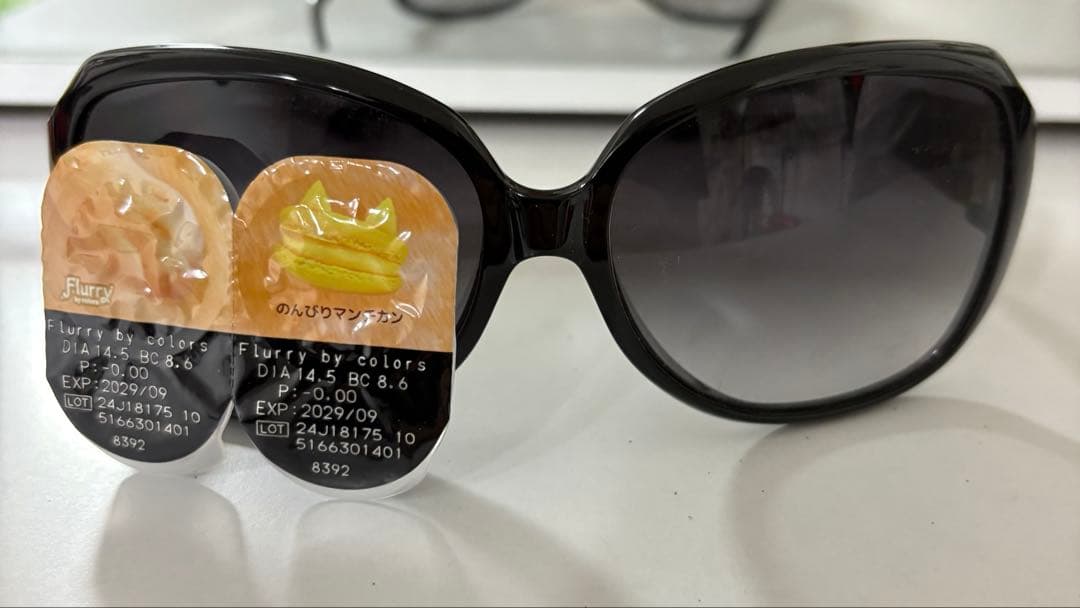 Flurry
by colors
Flurry by colors
DIA 14.5 BC 8.6
P:-0.00
EXP:2029/09
LOT 24J18175 10
5166301401
8392
のんびりマンチカン
Flurry by colors
DIA 14.5 BC 8.6
P:-0.00
EXP:2029/09
LOT 24J18175 10
5166301401
8392